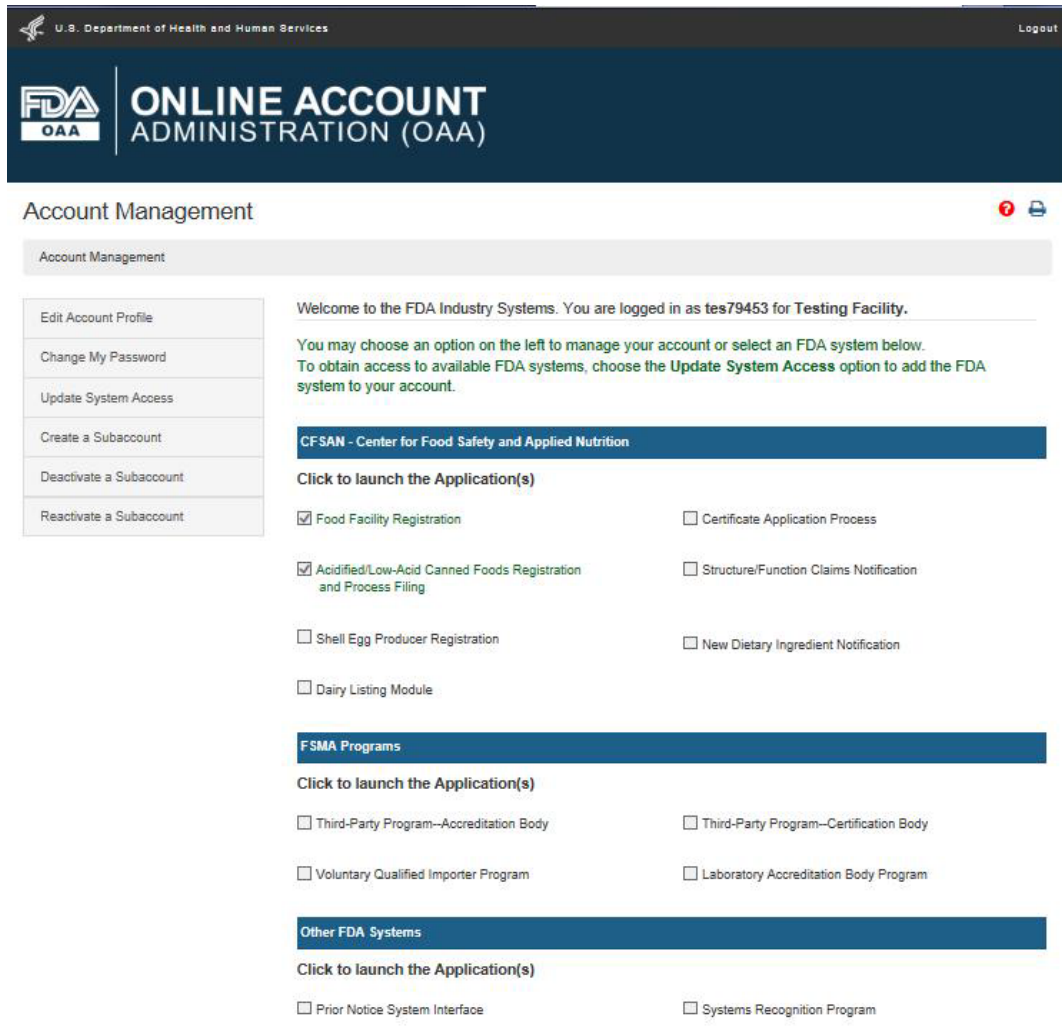 U.S. Department of Health and Human Services
Logout
FDA
OAA
ONLINE ACCOUNT
ADMINISTRATION (OAA)
Account Management
?
Account Management
Edit Account Profile
Change My Password
Update System Access
Create a Subaccount
Deactivate a Subaccount
Reactivate a Subaccount
Welcome to the FDA Industry Systems. You are logged in as tes79453 for Testing Facility.
You may choose an option on the left to manage your account or select an FDA system below.
To obtain access to available FDA systems, choose the Update System Access option to add the FDA
system to your account.
CFSAN - Center for Food Safety and Applied Nutrition
Click to launch the Application(s)
Food Facility Registration
Certificate Application Process
Acidified/Low-Acid Canned Foods Registration
and Process Filing
Structure/Function Claims Notification
Shell Egg Producer Registration
New Dietary Ingredient Notification
Dairy Listing Module
FSMA Programs
Click to launch the Application(s)
Third-Party Program--Accreditation Body
Third-Party Program--Certification Body
Voluntary Qualified Importer Program
Laboratory Accreditation Body Program
Other FDA Systems
Click to launch the Application(s)
Prior Notice System Interface
Systems Recognition Program